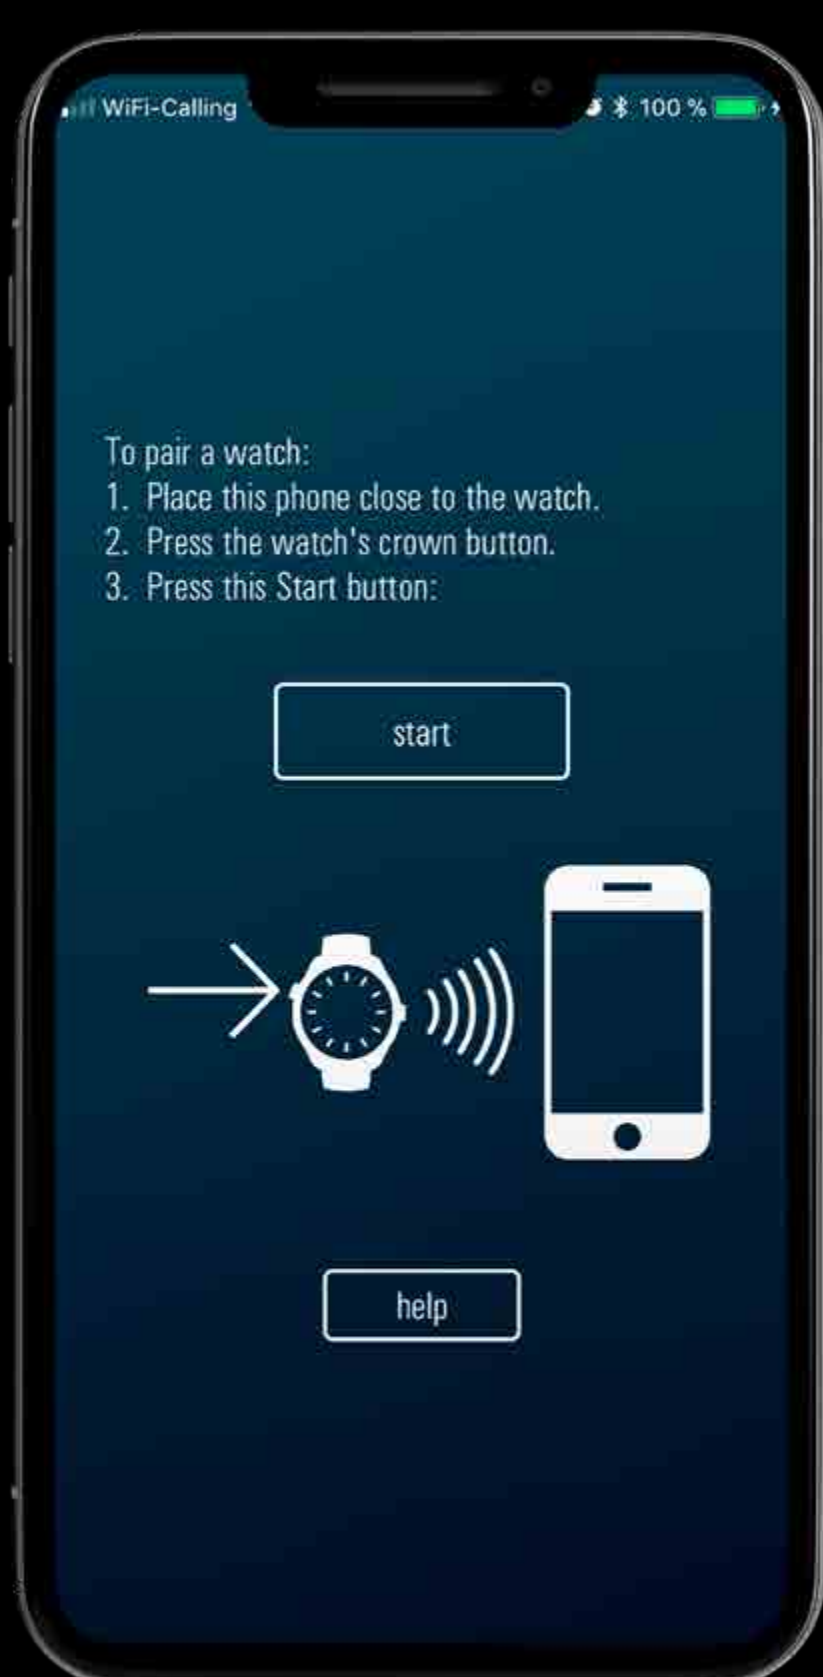 WiFi-Calling
100 %
To pair a watch:
1. Place this phone close to the watch.
2. Press the watch's crown button.
3. Press this Start button:
start
help